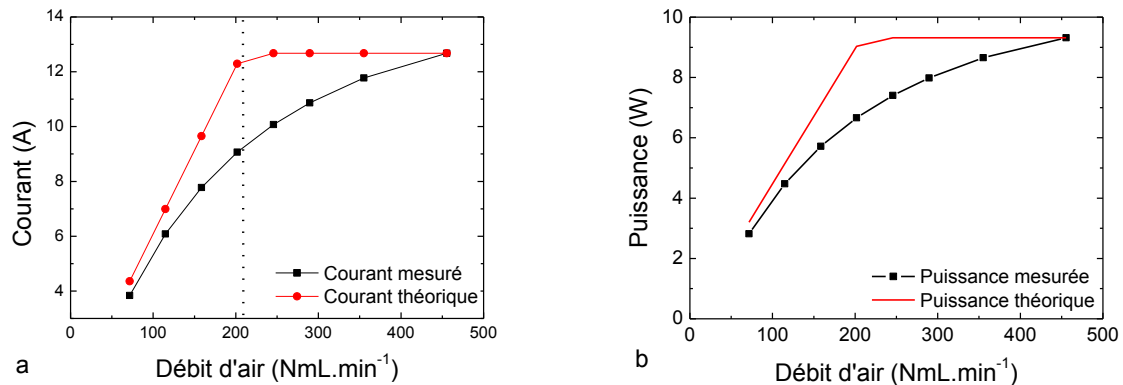 14
12
10
8
6
4
Courant (A)
Courant mesuré
Courant théorique
0 100 200 300 400 500
Débit d'air (NmL.min⁻¹)
a
10
8
6
4
2
0
Puissance (W)
Puissance mesurée
Puissance théorique
0 100 200 300 400 500
Débit d'air (NmL.min⁻¹)
b